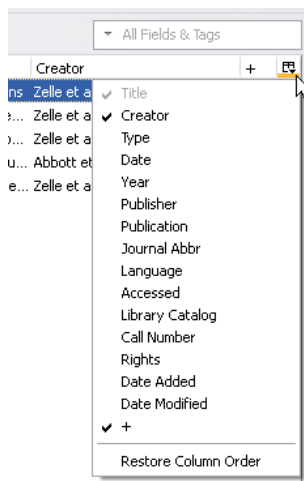 All Fields & Tags
Creator +
ns Zelle et a
e... Zelle et a
o... Zelle et a
u... Abbott et
e... Zelle et a
Title
Creator
Type
Date
Year
Publisher
Publication
Journal Abbr
Language
Accessed
Library Catalog
Call Number
Rights
Date Added
Date Modified
+
Restore Column Order